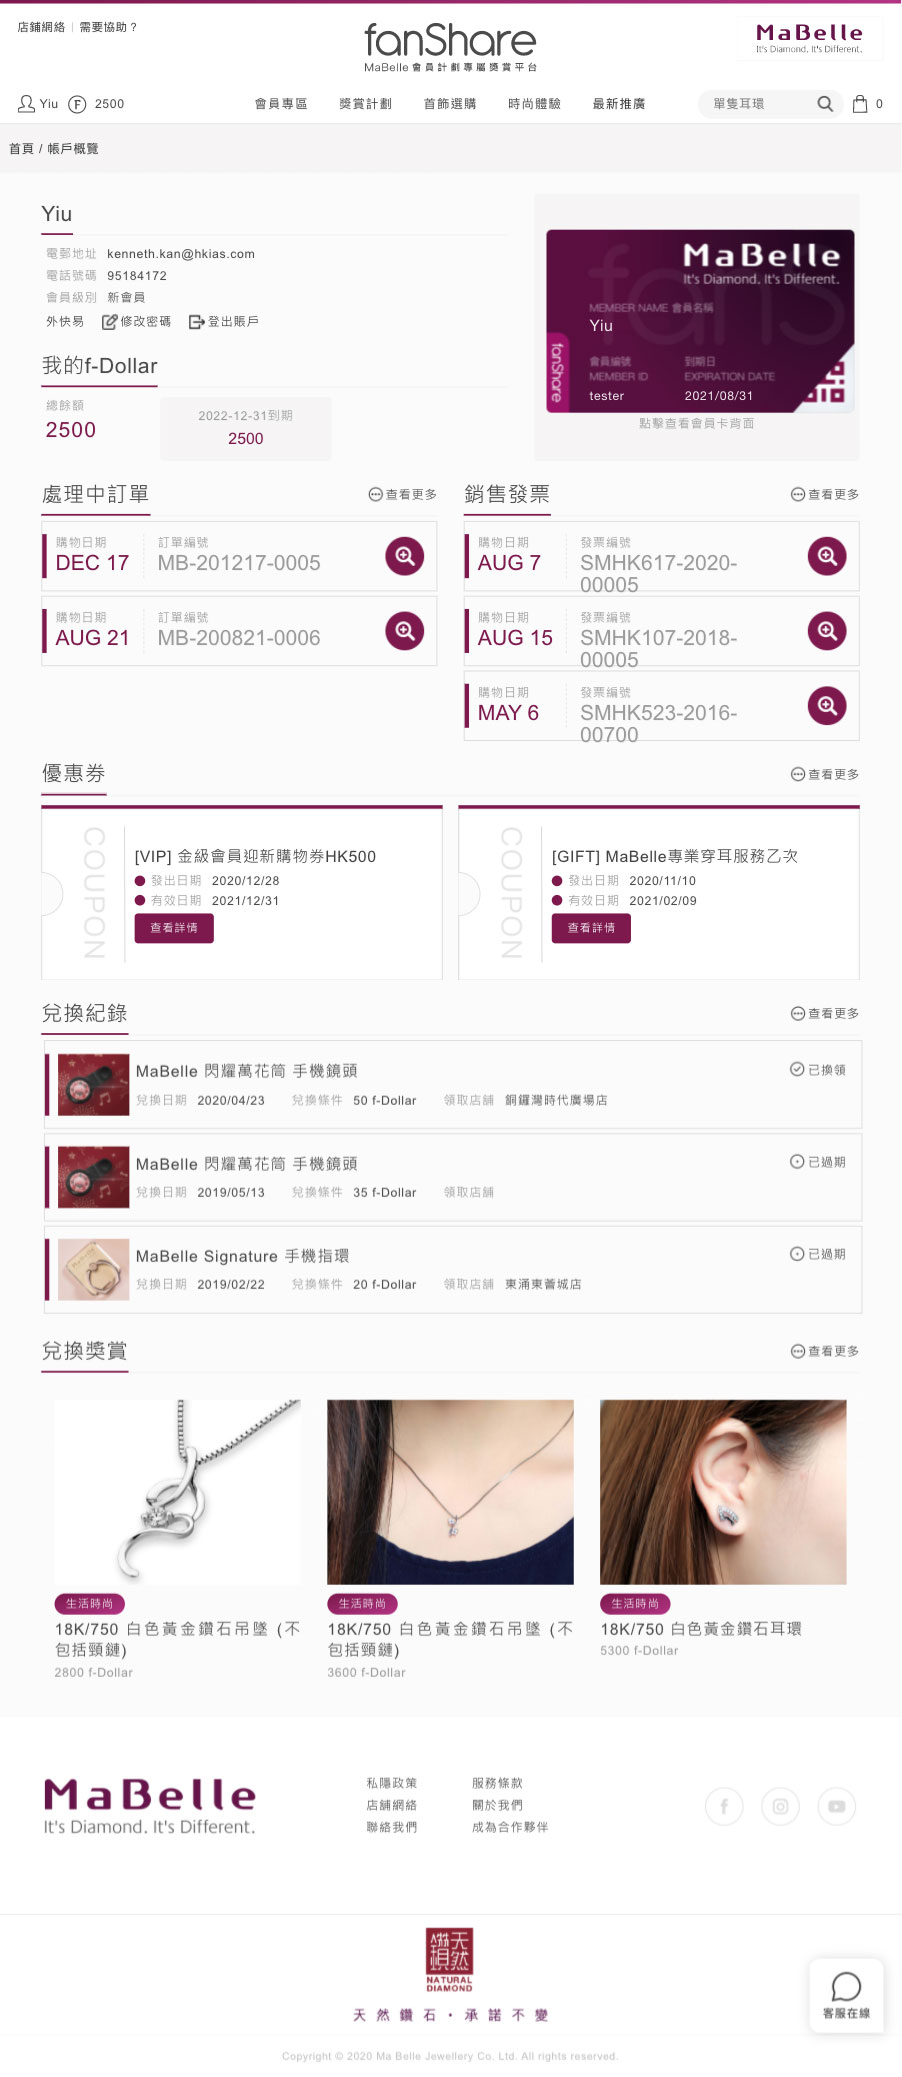 店鋪網絡 | 需要協助？
fanShare
MaBelle會員計劃專屬獎賞平台
MaBelle
It's Diamond. It's Different.
Yiu F 2500
會員專區 獎賞計劃 首飾選購 時尚體驗 最新推廣
單隻耳環
0
首頁 / 帳戶概覽
Yiu
電郵地址 kenneth.kan@hkias.com
電話號碼 95184172
會員級別 新會員
外快易 修改密碼 登出賬戶
MaBelle
It's Diamond. It's Different.
fans
MEMBER NAME 會員名稱
Yiu
fanShare
會員編號 到期日
MEMBER ID EXPIRATION DATE
tester 2021/08/31
點擊查看會員卡背面
我的f-Dollar
總餘額
2500
2022-12-31到期
2500
處理中訂單 查看更多
購物日期 訂單編號
DEC 17 MB-201217-0005
購物日期 訂單編號
AUG 21 MB-200821-0006
銷售發票 查看更多
購物日期 發票編號
AUG 7 SMHK617-2020-
00005
購物日期 發票編號
AUG 15 SMHK107-2018-
00005
購物日期 發票編號
MAY 6 SMHK523-2016-
00700
優惠券 查看更多
COUPON
[VIP] 金級會員迎新購物券HK500
發出日期 2020/12/28
有效日期 2021/12/31
查看詳情
COUPON
[GIFT] MaBelle專業穿耳服務乙次
發出日期 2020/11/10
有效日期 2021/02/09
查看詳情
兌換紀錄 查看更多
MaBelle 閃耀萬花筒 手機鏡頭 已換領
兌換日期 2020/04/23 兌換條件 50 f-Dollar 領取店舖 銅鑼灣時代廣場店
MaBelle 閃耀萬花筒 手機鏡頭 已過期
兌換日期 2019/05/13 兌換條件 35 f-Dollar 領取店舖
MaBelle Signature 手機指環 已過期
兌換日期 2019/02/22 兌換條件 20 f-Dollar 領取店舖 東涌東薈城店
兌換獎賞 查看更多
生活時尚
18K/750 白色黃金鑽石吊墜 (不
包括頸鏈)
2800 f-Dollar
生活時尚
18K/750 白色黃金鑽石吊墜 (不
包括頸鏈)
3600 f-Dollar
生活時尚
18K/750 白色黃金鑽石耳環
5300 f-Dollar
MaBelle
It's Diamond. It's Different.
私隱政策 服務條款
店舖網絡 關於我們
聯絡我們 成為合作夥伴
天然鑽
NATURAL
DIAMOND
天然鑽石・承諾不變
客服在線
Copyright © 2020 Ma Belle Jewellery Co. Ltd. All rights reserved.